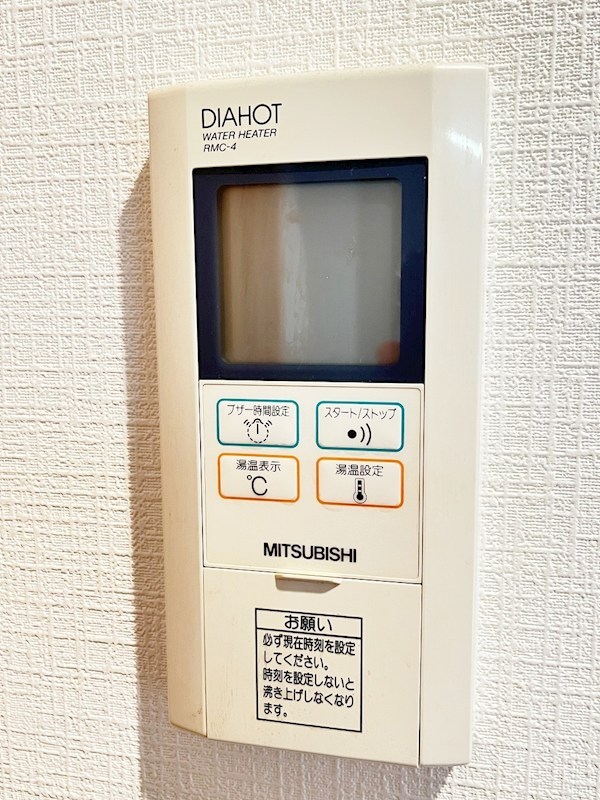 DIAHOT
WATER HEATER
RMC-4
ブザー時間設定
スタート/ストップ
湯温表示
℃
湯温設定
MITSUBISHI
お願い
必ず現在時刻を設定
してください。
時刻を設定しないと
沸き上げしなくなり
ます。